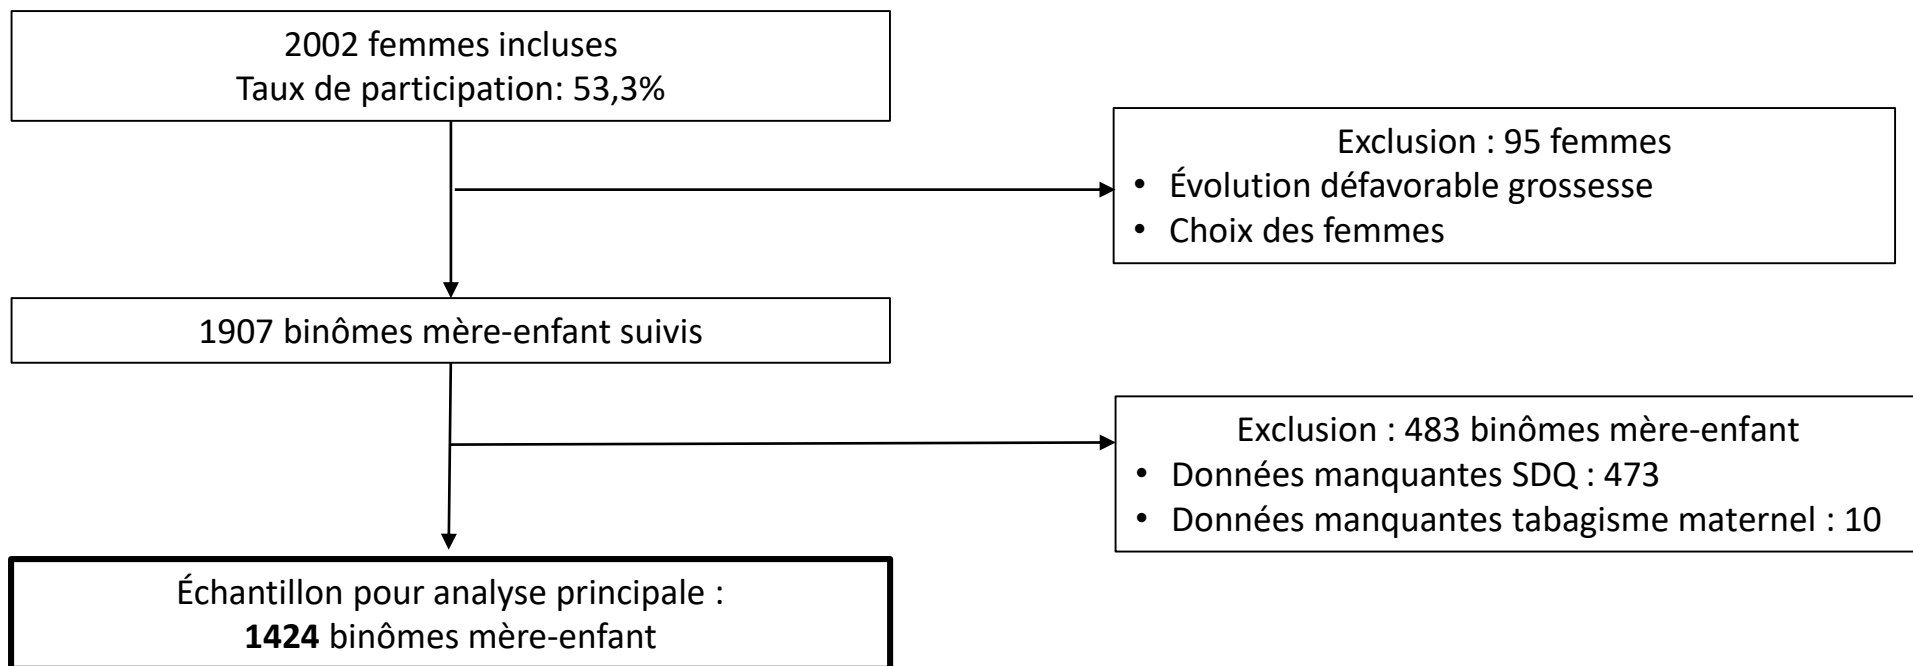 2002 femmes incluses
Taux de participation: 53,3%
Exclusion : 95 femmes
• Évolution défavorable grossesse
• Choix des femmes
1907 binômes mère-enfant suivis
Exclusion : 483 binômes mère-enfant
• Données manquantes SDQ : 473
• Données manquantes tabagisme maternel : 10
Échantillon pour analyse principale :
1424 binômes mère-enfant